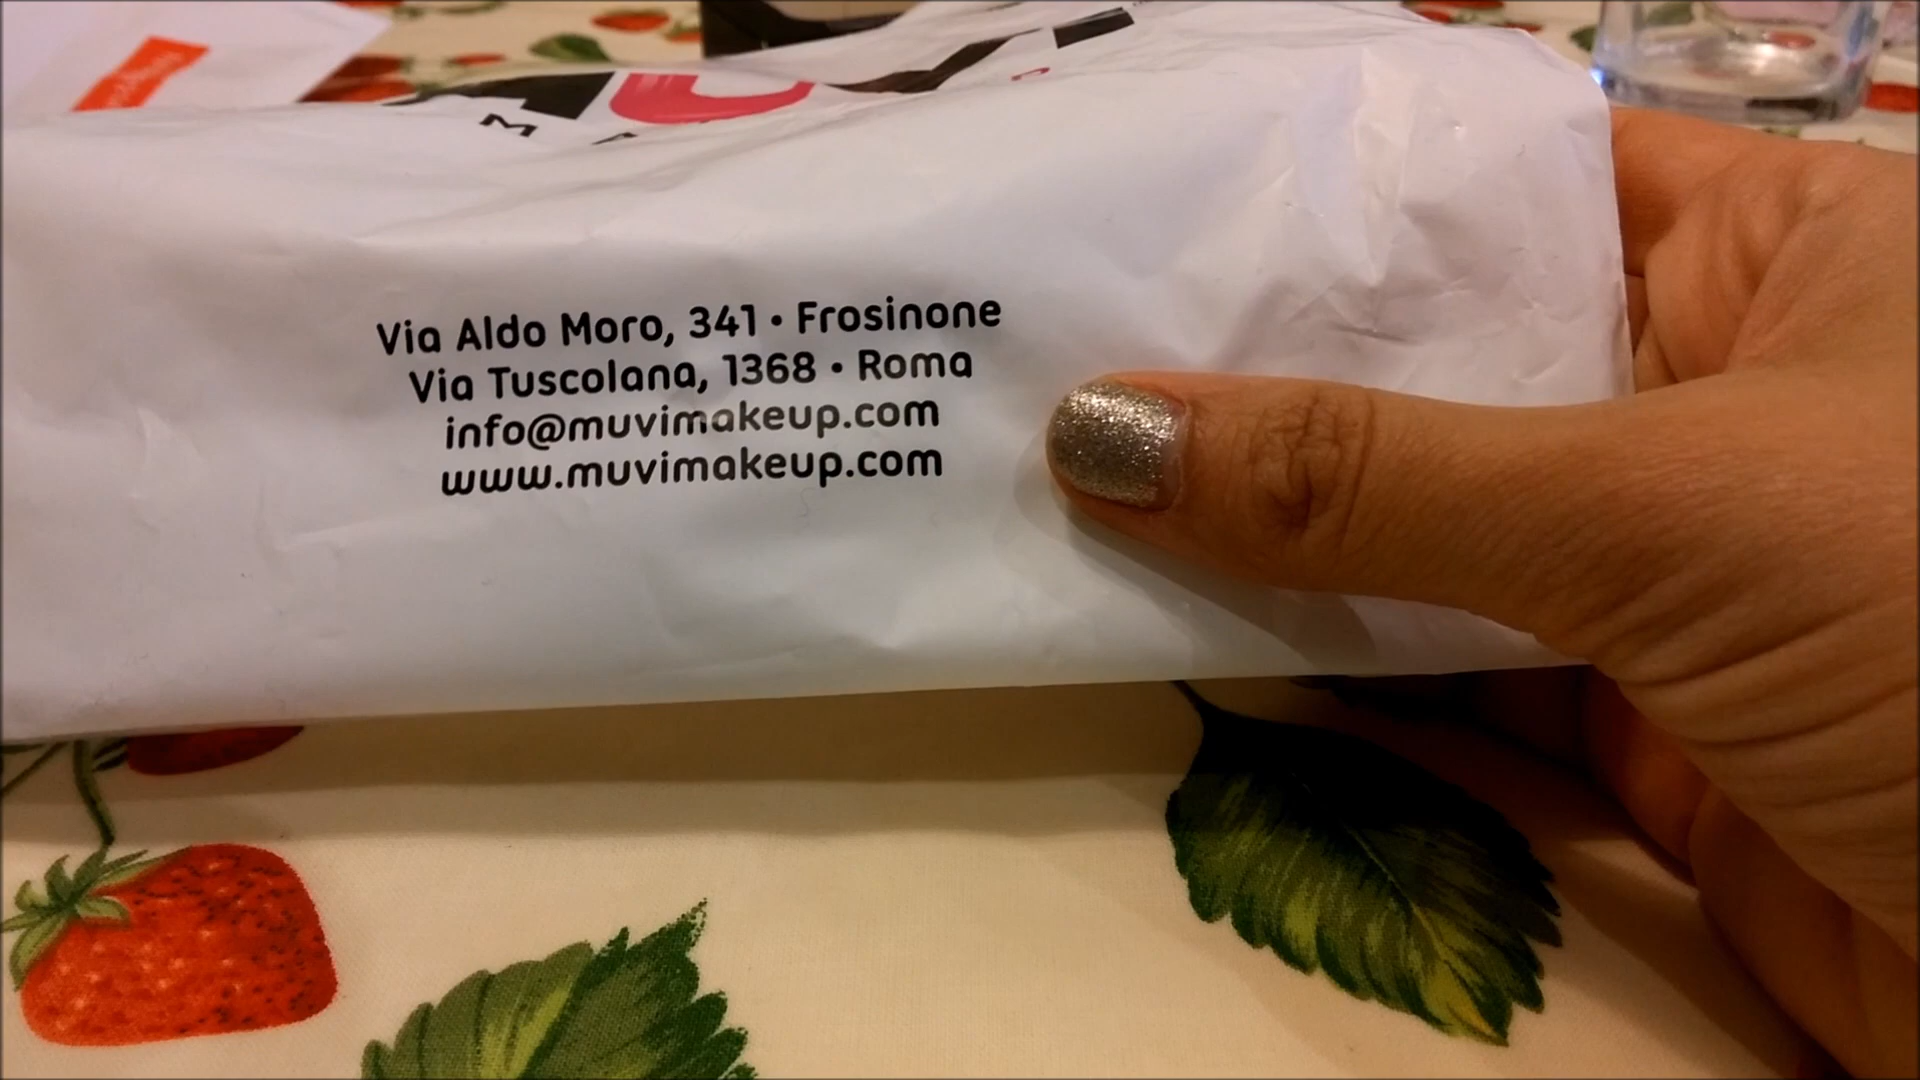 Via Aldo Moro, 341 • Frosinone
Via Tuscolana, 1368 • Roma
info@muvimakeup.com
www.muvimakeup.com